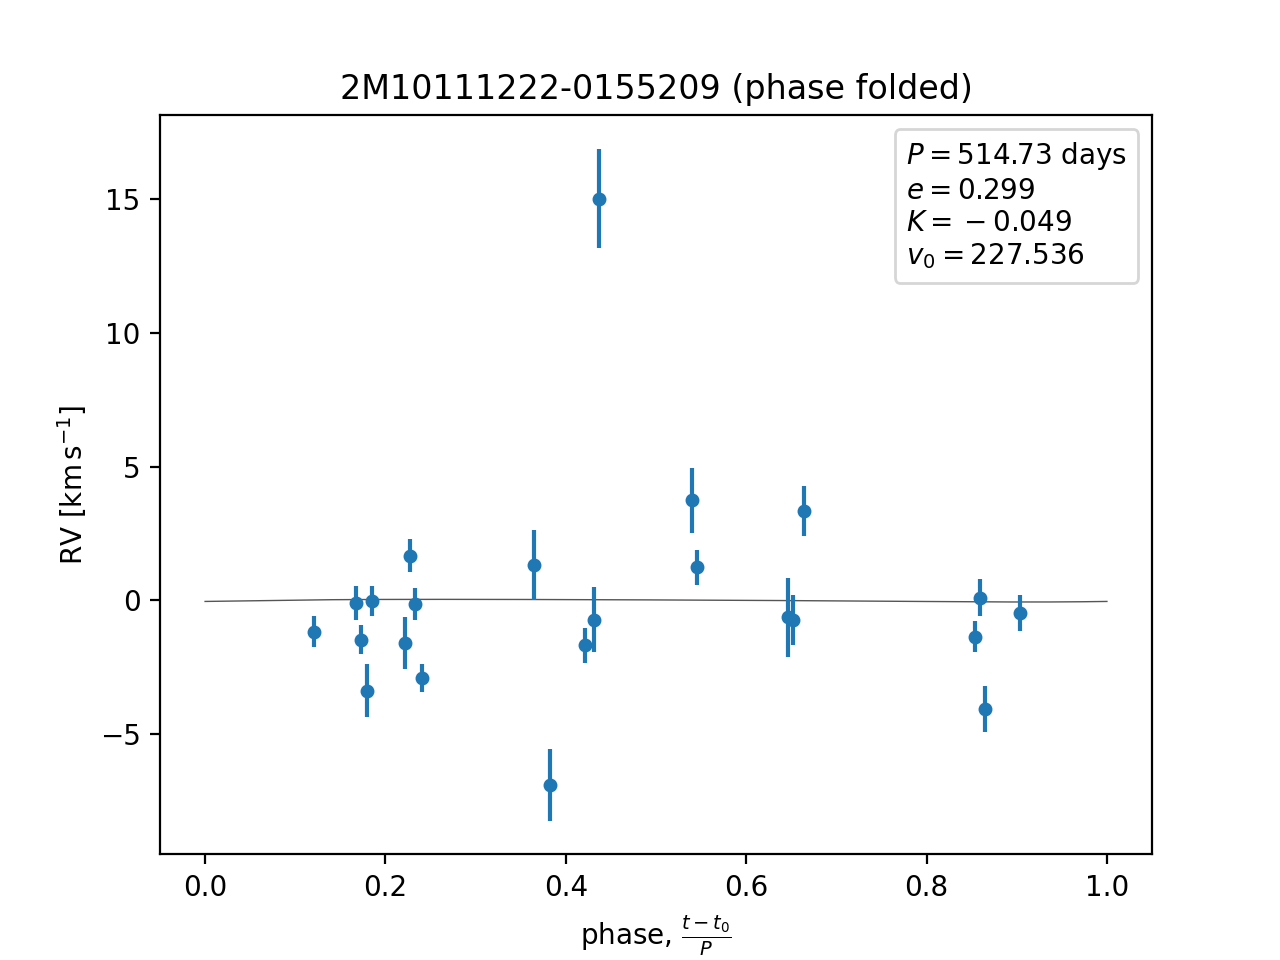 2M10111222-0155209 (phase folded)
P = 514.73 days
e = 0.299
K = −0.049
v₀ = 227.536
15
10
5
0
−5
RV [km s⁻¹]
0.0 0.2 0.4 0.6 0.8 1.0
phase, (t − t₀)/P